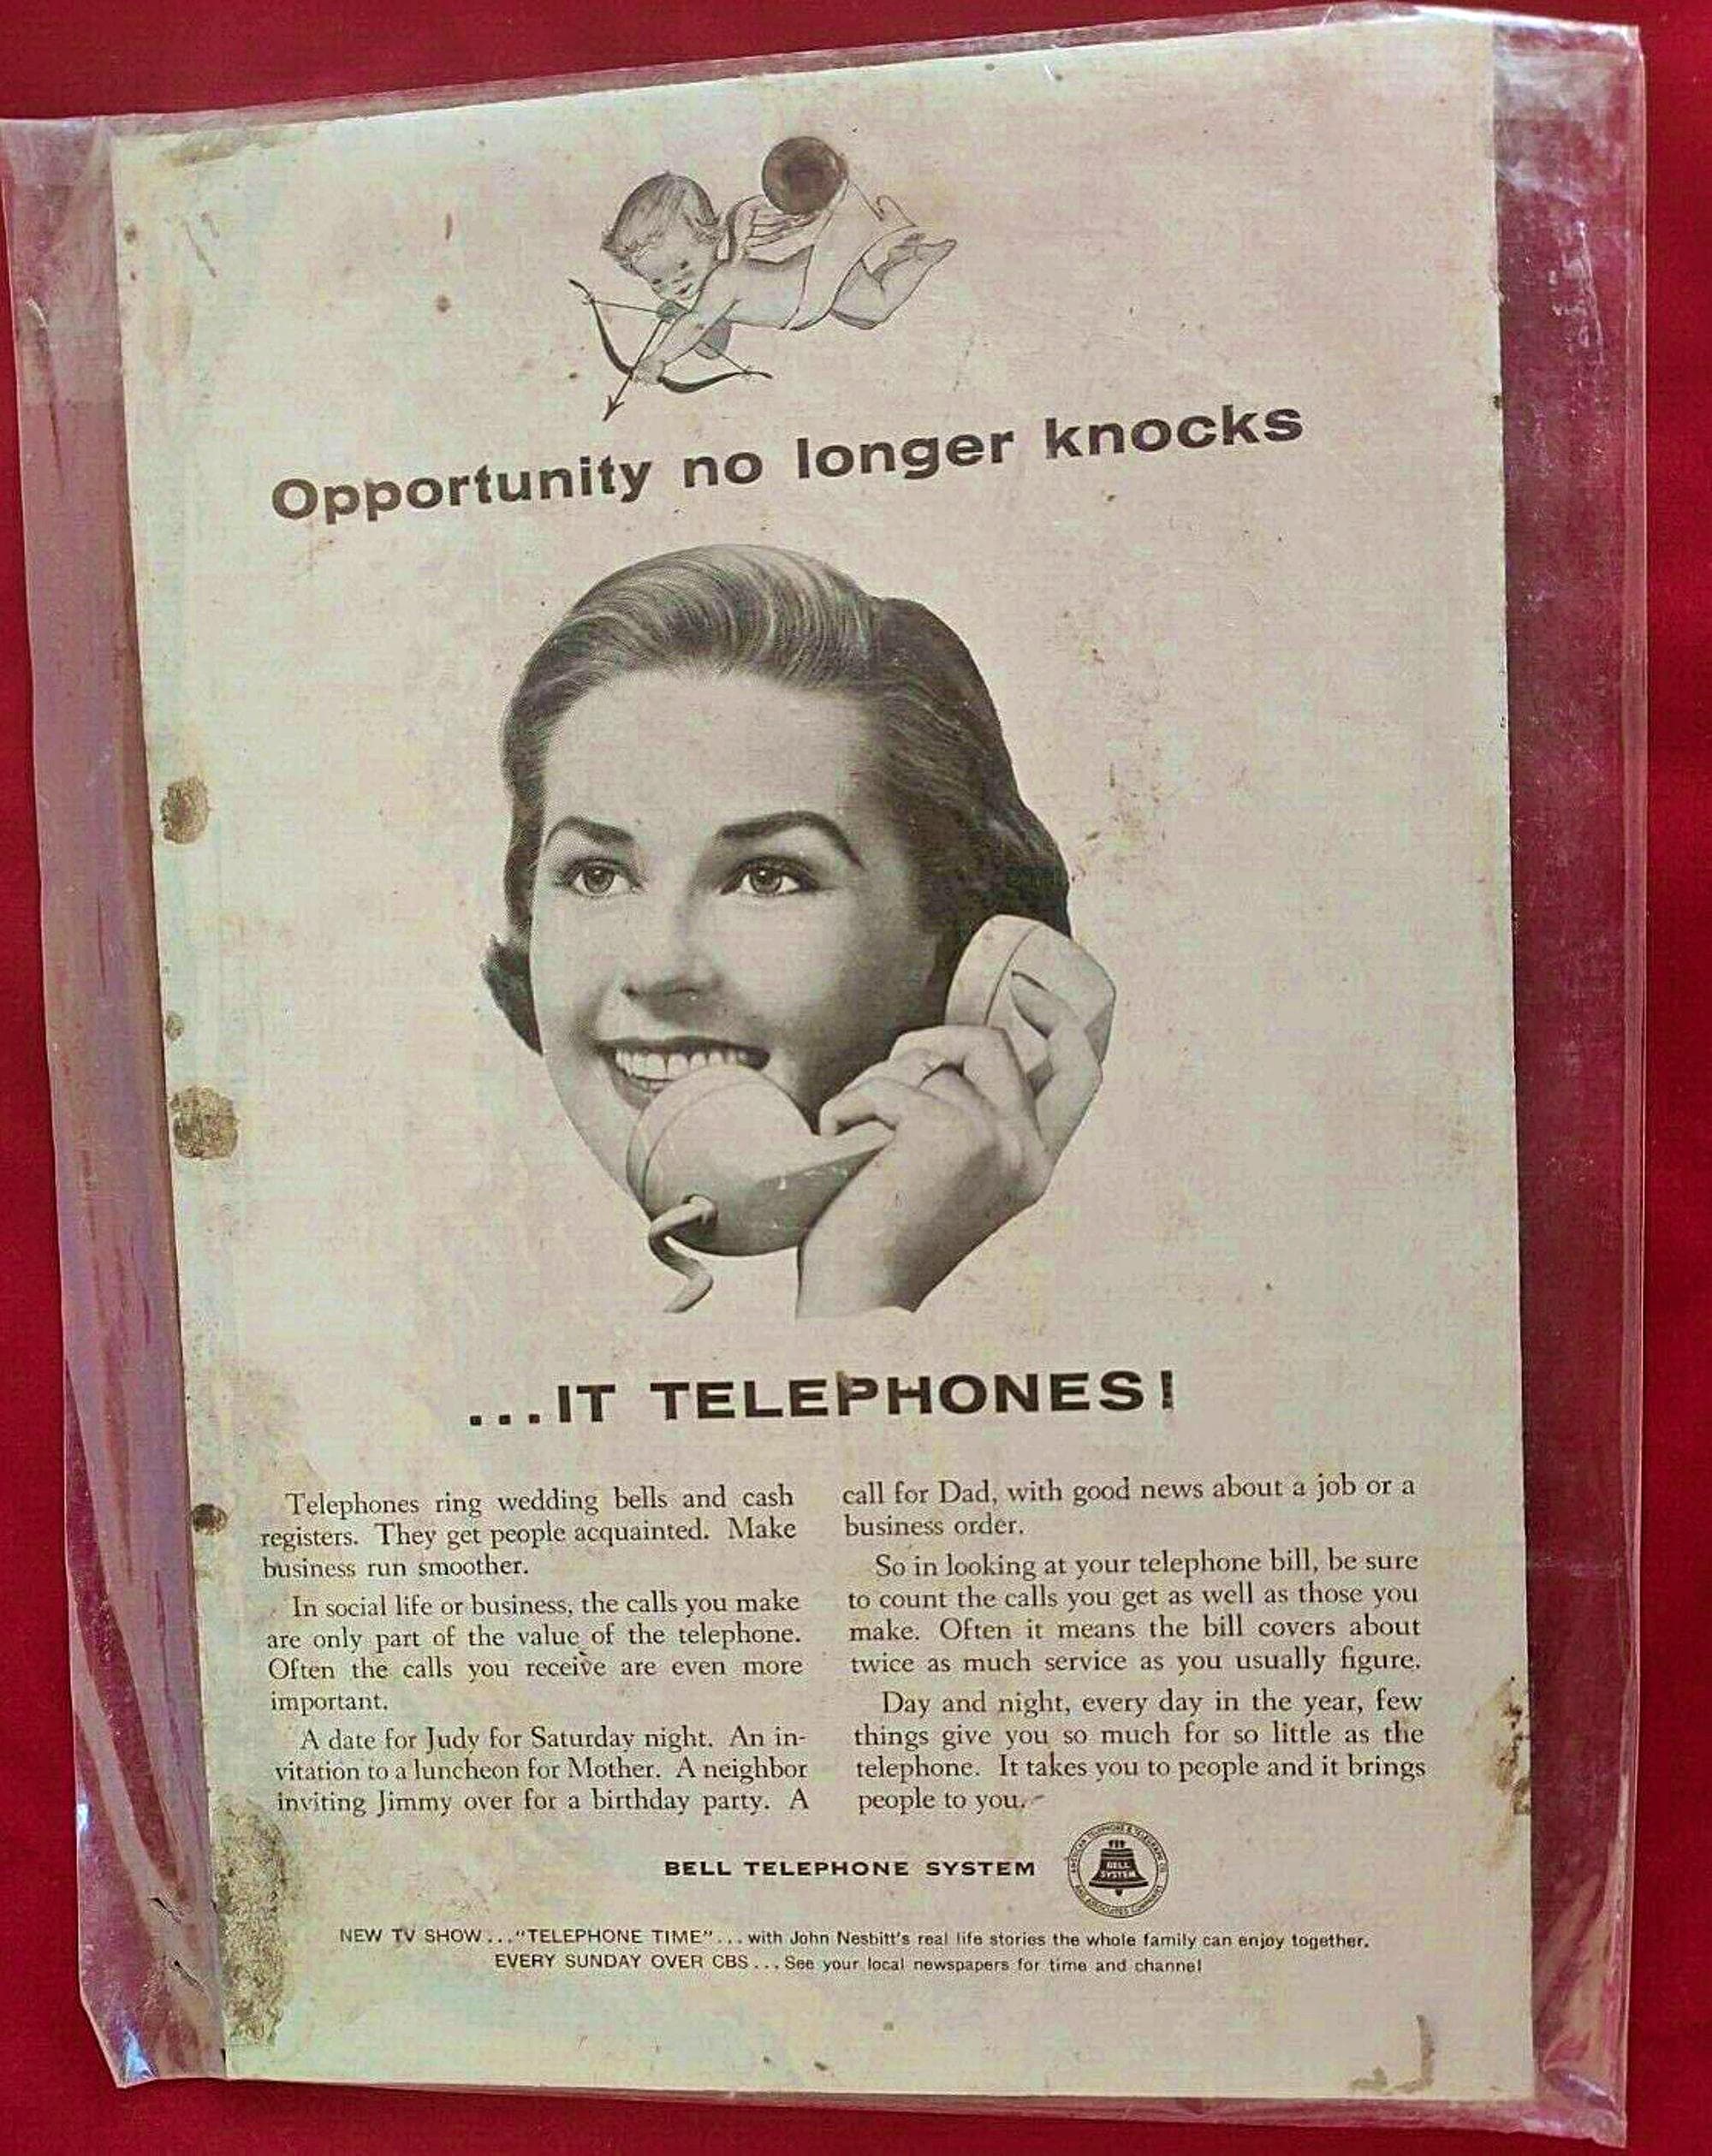 Opportunity no longer knocks
...IT TELEPHONES!
Telephones ring wedding bells and cash
registers. They get people acquainted. Make
business run smoother.
In social life or business, the calls you make
are only part of the value of the telephone.
Often the calls you receive are even more
important.
A date for Judy for Saturday night. An in-
vitation to a luncheon for Mother. A neighbor
inviting Jimmy over for a birthday party. A
call for Dad, with good news about a job or a
business order.
So in looking at your telephone bill, be sure
to count the calls you get as well as those you
make. Often it means the bill covers about
twice as much service as you usually figure.
Day and night, every day in the year, few
things give you so much for so little as the
telephone. It takes you to people and it brings
people to you.
BELL TELEPHONE SYSTEM
AMERICAN TELEPHONE & TELEGRAPH CO.
BELL
SYSTEM
ASSOCIATED COMPANIES
NEW TV SHOW..."TELEPHONE TIME"...with John Nesbitt's real life stories the whole family can enjoy together.
EVERY SUNDAY OVER CBS...See your local newspapers for time and channel